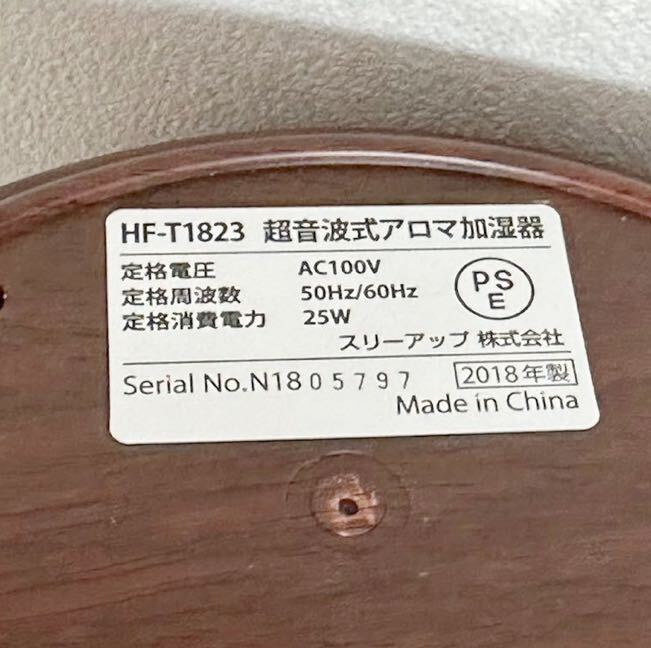 HF-T1823 超音波式アロマ加湿器
定格電圧 AC100V
定格周波数 50Hz/60Hz
定格消費電力 25W
PS
E
スリーアップ 株式会社
Serial No.N1805797 2018年製
Made in China